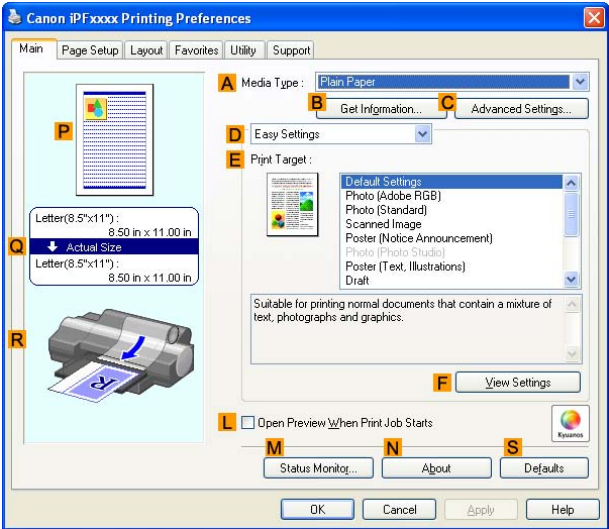 Canon iPFxxxx Printing Preferences
Main Page Setup Layout Favorites Utility Support
A Media Type : Plain Paper
B Get Information... C Advanced Settings...
D Easy Settings
E Print Target :
P
Default Settings
Photo (Adobe RGB)
Photo (Standard)
Scanned Image
Poster (Notice Announcement)
Photo (Photo Studio)
Poster (Text, Illustrations)
Draft
Q
Letter(8.5"x11") :
8.50 in x 11.00 in
Actual Size
Letter(8.5"x11") :
8.50 in x 11.00 in
Suitable for printing normal documents that contain a mixture of
text, photographs and graphics.
R
R
F View Settings
L Open Preview When Print Job Starts
Kyuanos
M Status Monitor... N About S Defaults
OK Cancel Apply Help